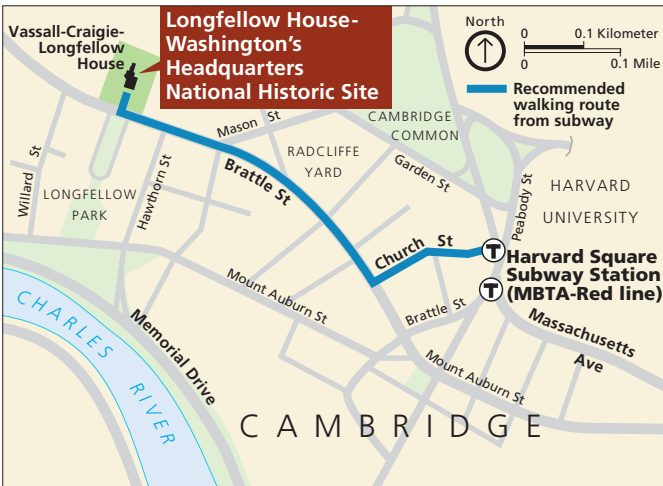 Vassall-Craigie-
Longfellow
House
Longfellow House-
Washington's
Headquarters
National Historic Site
North
0
0.1 Kilometer
0
0.1 Mile
Recommended
walking route
from subway
Mason St
CAMBRIDGE
COMMON
RADCLIFFE
YARD
Garden St
Peabody St
HARVARD
UNIVERSITY
Willard St
LONGFELLOW
PARK
Hawthorn St
Brattle St
Church St
T
Harvard Square
Subway Station
(MBTA-Red line)
T
Mount Auburn St
Brattle St
Massachusetts
Ave
CHARLES RIVER
Memorial Drive
Mount Auburn St
CAMBRIDGE